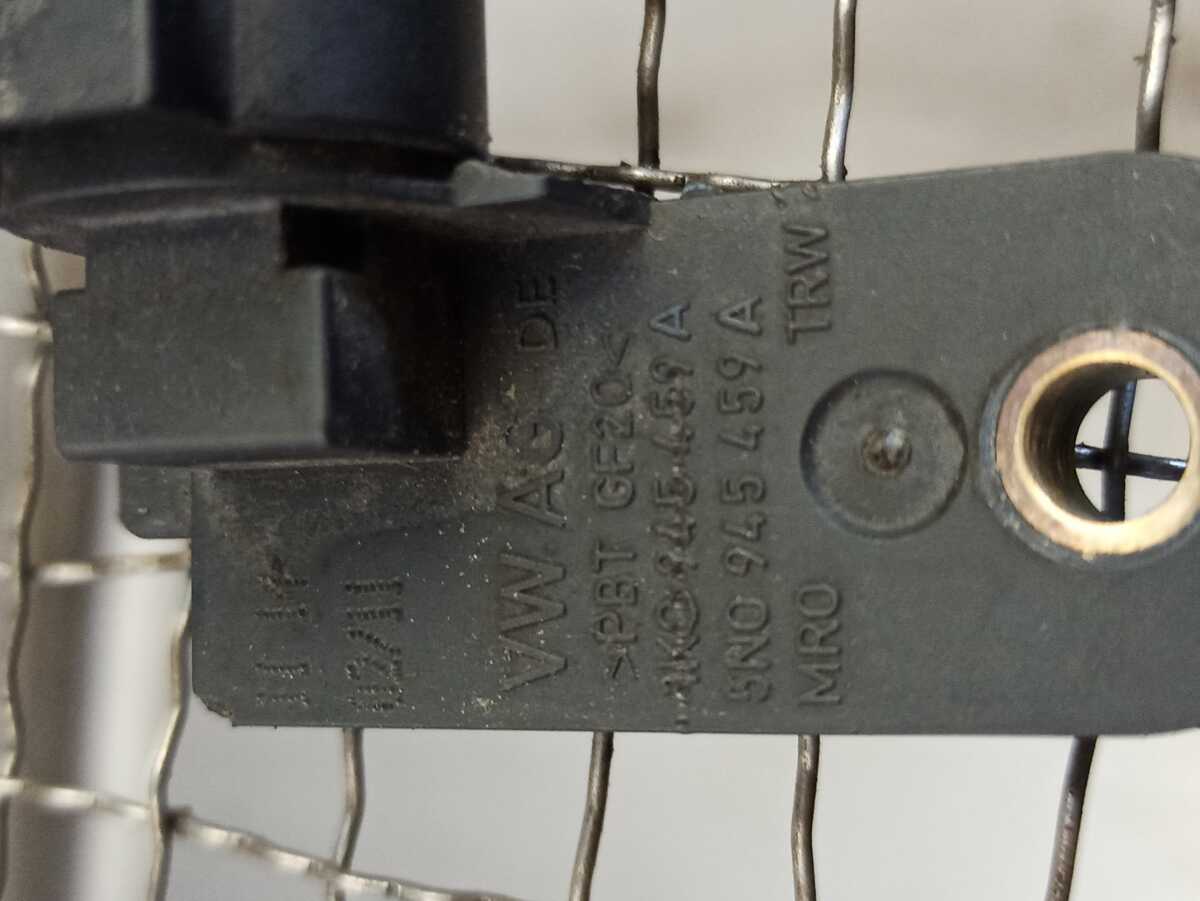 VW AG DE
>PBT GF20<
1K0 945 459 A
5N0 945 459 A
MRO TRW